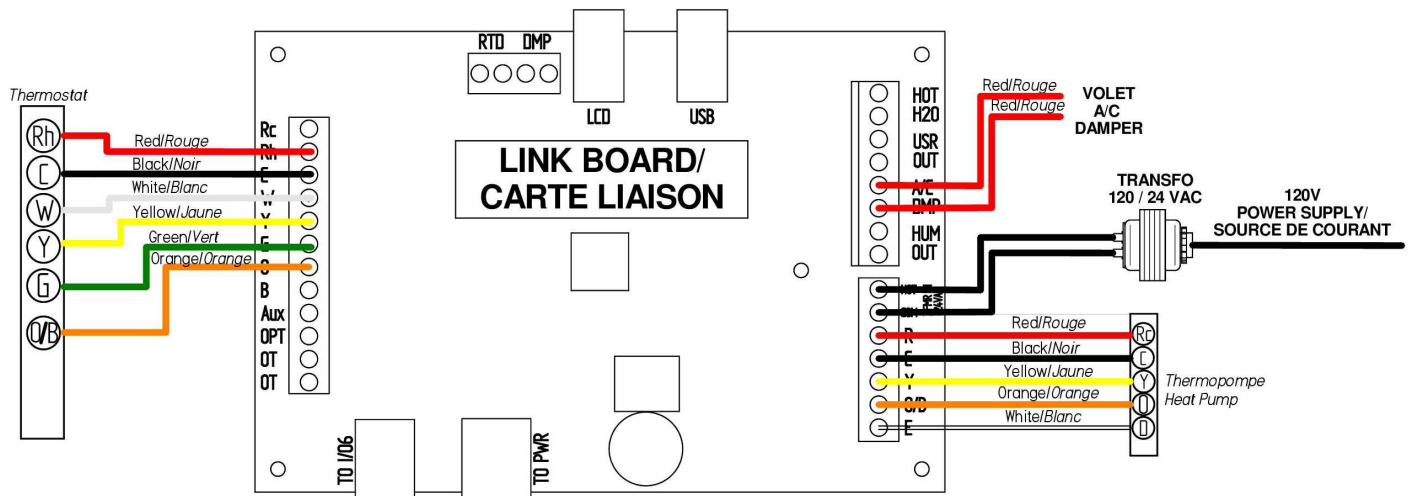 Thermostat
Rh
C
W
Y
G
O/B
Red/Rouge
Black/Noir
White/Blanc
Yellow/Jaune
Green/Vert
Orange/Orange
Rc
Rh
W
Y
G
B
Aux
OPT
OT
OT
RTD DMP
LCD
USB
LINK BOARD/
CARTE LIAISON
TO I/O6
TO PWR
HOT
H2O
USR
OUT
A/C
DMP
HUM
OUT
Red/Rouge
Red/Rouge
VOLET
A/C
DAMPER
TRANSFO
120 / 24 VAC
120V
POWER SUPPLY/
SOURCE DE COURANT
HOT
COM
R
Y
O/B
Red/Rouge
Black/Noir
Yellow/Jaune
Orange/Orange
White/Blanc
Rc
C
Y
O
D
Thermopompe
Heat Pump